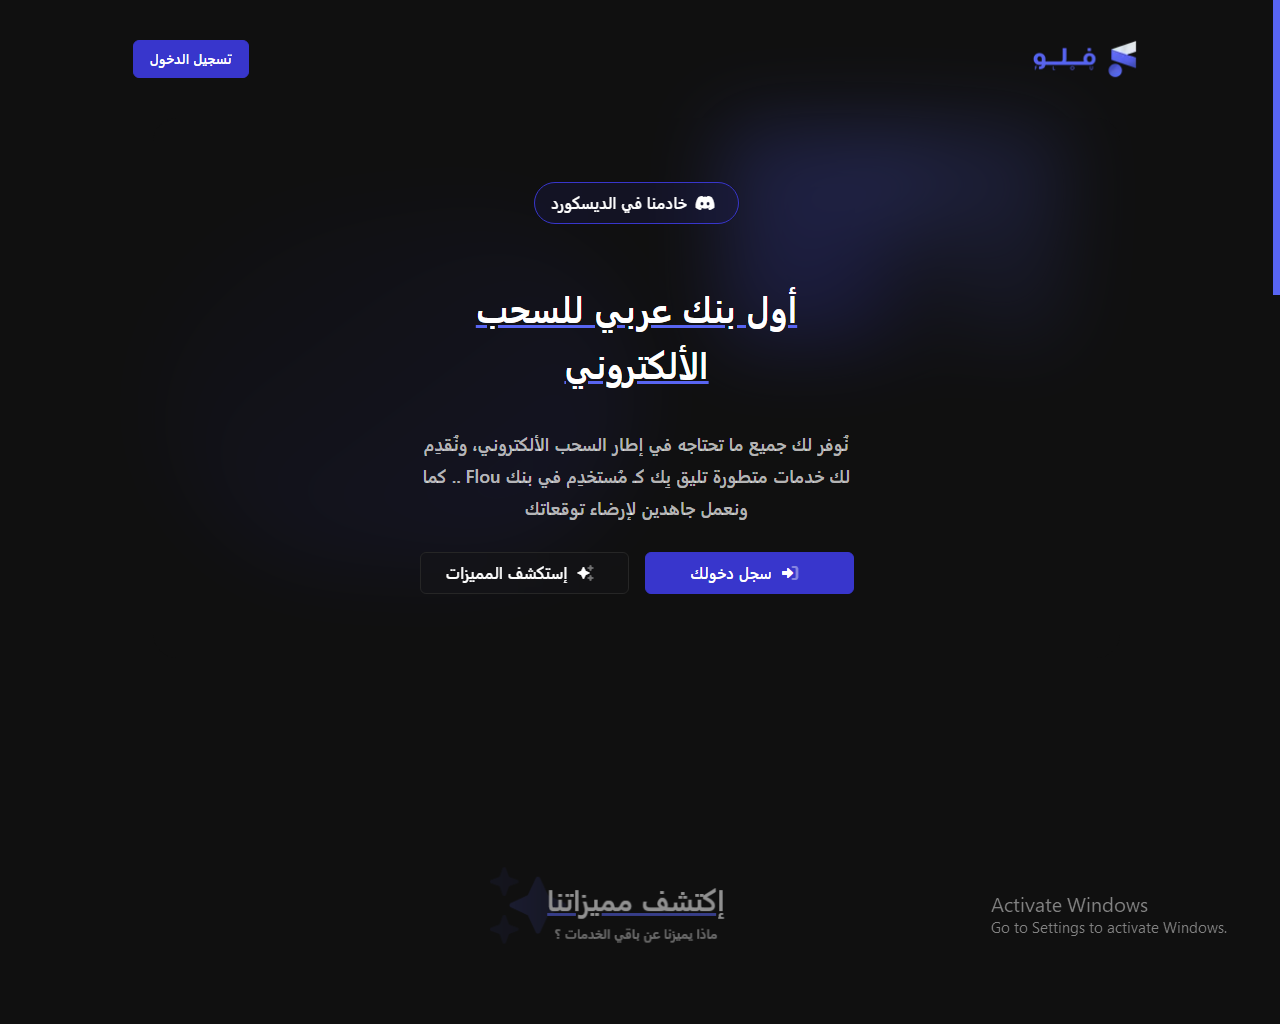 فلو
تسجيل الدخول
خادمنا في الديسكورد
أول بنك عربي للسحب
الألكتروني
نُوفر لك جميع ما تحتاجه في إطار السحب الألكتروني، ونُقدِم
لك خدمات متطورة تليق بِك كـ مُستخدِم في بنك Flou .. كما
ونعمل جاهدين لإرضاء توقعاتك
سجل دخولك
إستكشف المميزات
إكتشف مميزاتنا
ماذا يميزنا عن باقي الخدمات ؟
Activate Windows
Go to Settings to activate Windows.